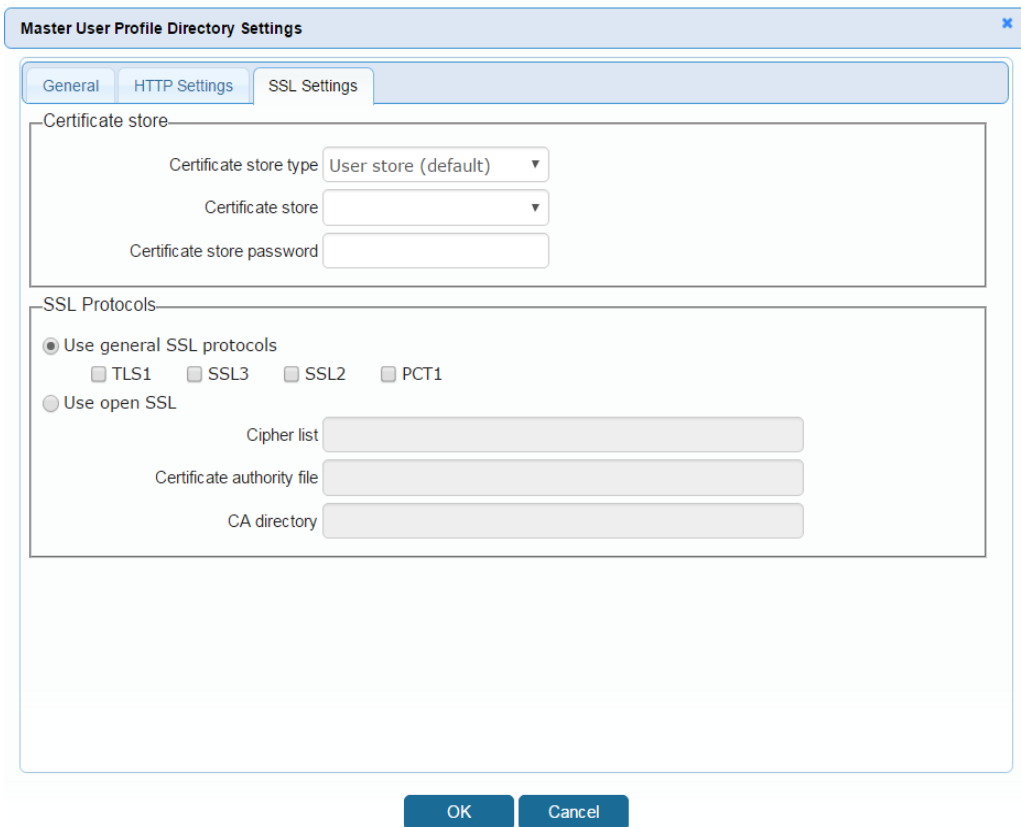 Master User Profile Directory Settings
General HTTP Settings SSL Settings
Certificate store
Certificate store type User store (default)
Certificate store
Certificate store password
SSL Protocols
Use general SSL protocols
TLS1 SSL3 SSL2 PCT1
Use open SSL
Cipher list
Certificate authority file
CA directory
OK Cancel